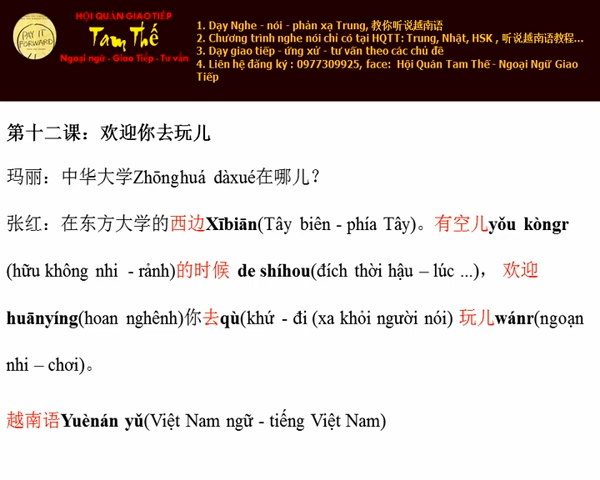 HỘI QUÁN GIAO TIẾP
Tam Thế
Ngoại ngữ - Giao Tiếp - Tư vấn
PAY IT
FORWARD
1. Dạy Nghe - nói - phản xạ Trung, 教你听说越南语
2. Chương trình nghe nói chỉ có tại HQTT: Trung, Nhật, HSK , 听说越南语教程...
3. Dạy giao tiếp - ứng xử - tư vấn theo các chủ đề
4. Liên hệ đăng ký : 0977309925, face: Hội Quán Tam Thế - Ngoại Ngữ Giao
Tiếp
第十二课：欢迎你去玩儿
玛丽：中华大学Zhōnghuá dàxué在哪儿？
张红：在东方大学的西边Xībiān(Tây biên - phía Tây)。有空儿yǒu kòngr
(hữu không nhi - rảnh)的时候 de shíhou(đích thời hậu – lúc ...)， 欢迎
huānyíng(hoan nghênh)你去qù(khứ - đi (xa khỏi người nói) 玩儿wánr(ngoạn
nhi – chơi)。
越南语Yuènán yǔ(Việt Nam ngữ - tiếng Việt Nam)